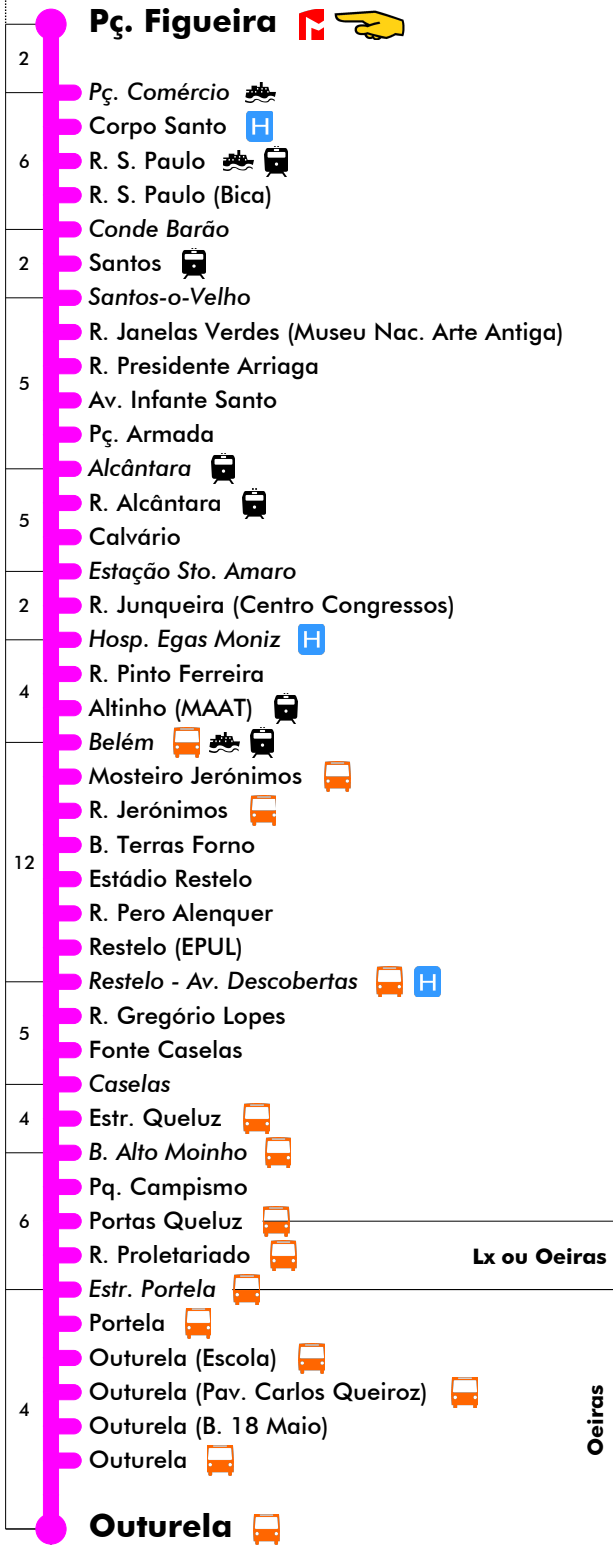 Pç. Figueira
2
Pç. Comércio
Corpo Santo H
6
R. S. Paulo
R. S. Paulo (Bica)
Conde Barão
2
Santos
Santos-o-Velho
R. Janelas Verdes (Museu Nac. Arte Antiga)
R. Presidente Arriaga
5
Av. Infante Santo
Pç. Armada
Alcântara
R. Alcântara
5
Calvário
Estação Sto. Amaro
2
R. Junqueira (Centro Congressos)
Hosp. Egas Moniz H
R. Pinto Ferreira
4
Altinho (MAAT)
Belém
Mosteiro Jerónimos
R. Jerónimos
B. Terras Forno
12
Estádio Restelo
R. Pero Alenquer
Restelo (EPUL)
Restelo - Av. Descobertas H
R. Gregório Lopes
5
Fonte Caselas
Caselas
4
Estr. Queluz
B. Alto Moinho
Pq. Campismo
6
Portas Queluz
R. Proletariado
Lx ou Oeiras
Estr. Portela
Portela
Outurela (Escola)
Outurela (Pav. Carlos Queiroz)
4
Outurela (B. 18 Maio)
Oeiras
Outurela
Outurela